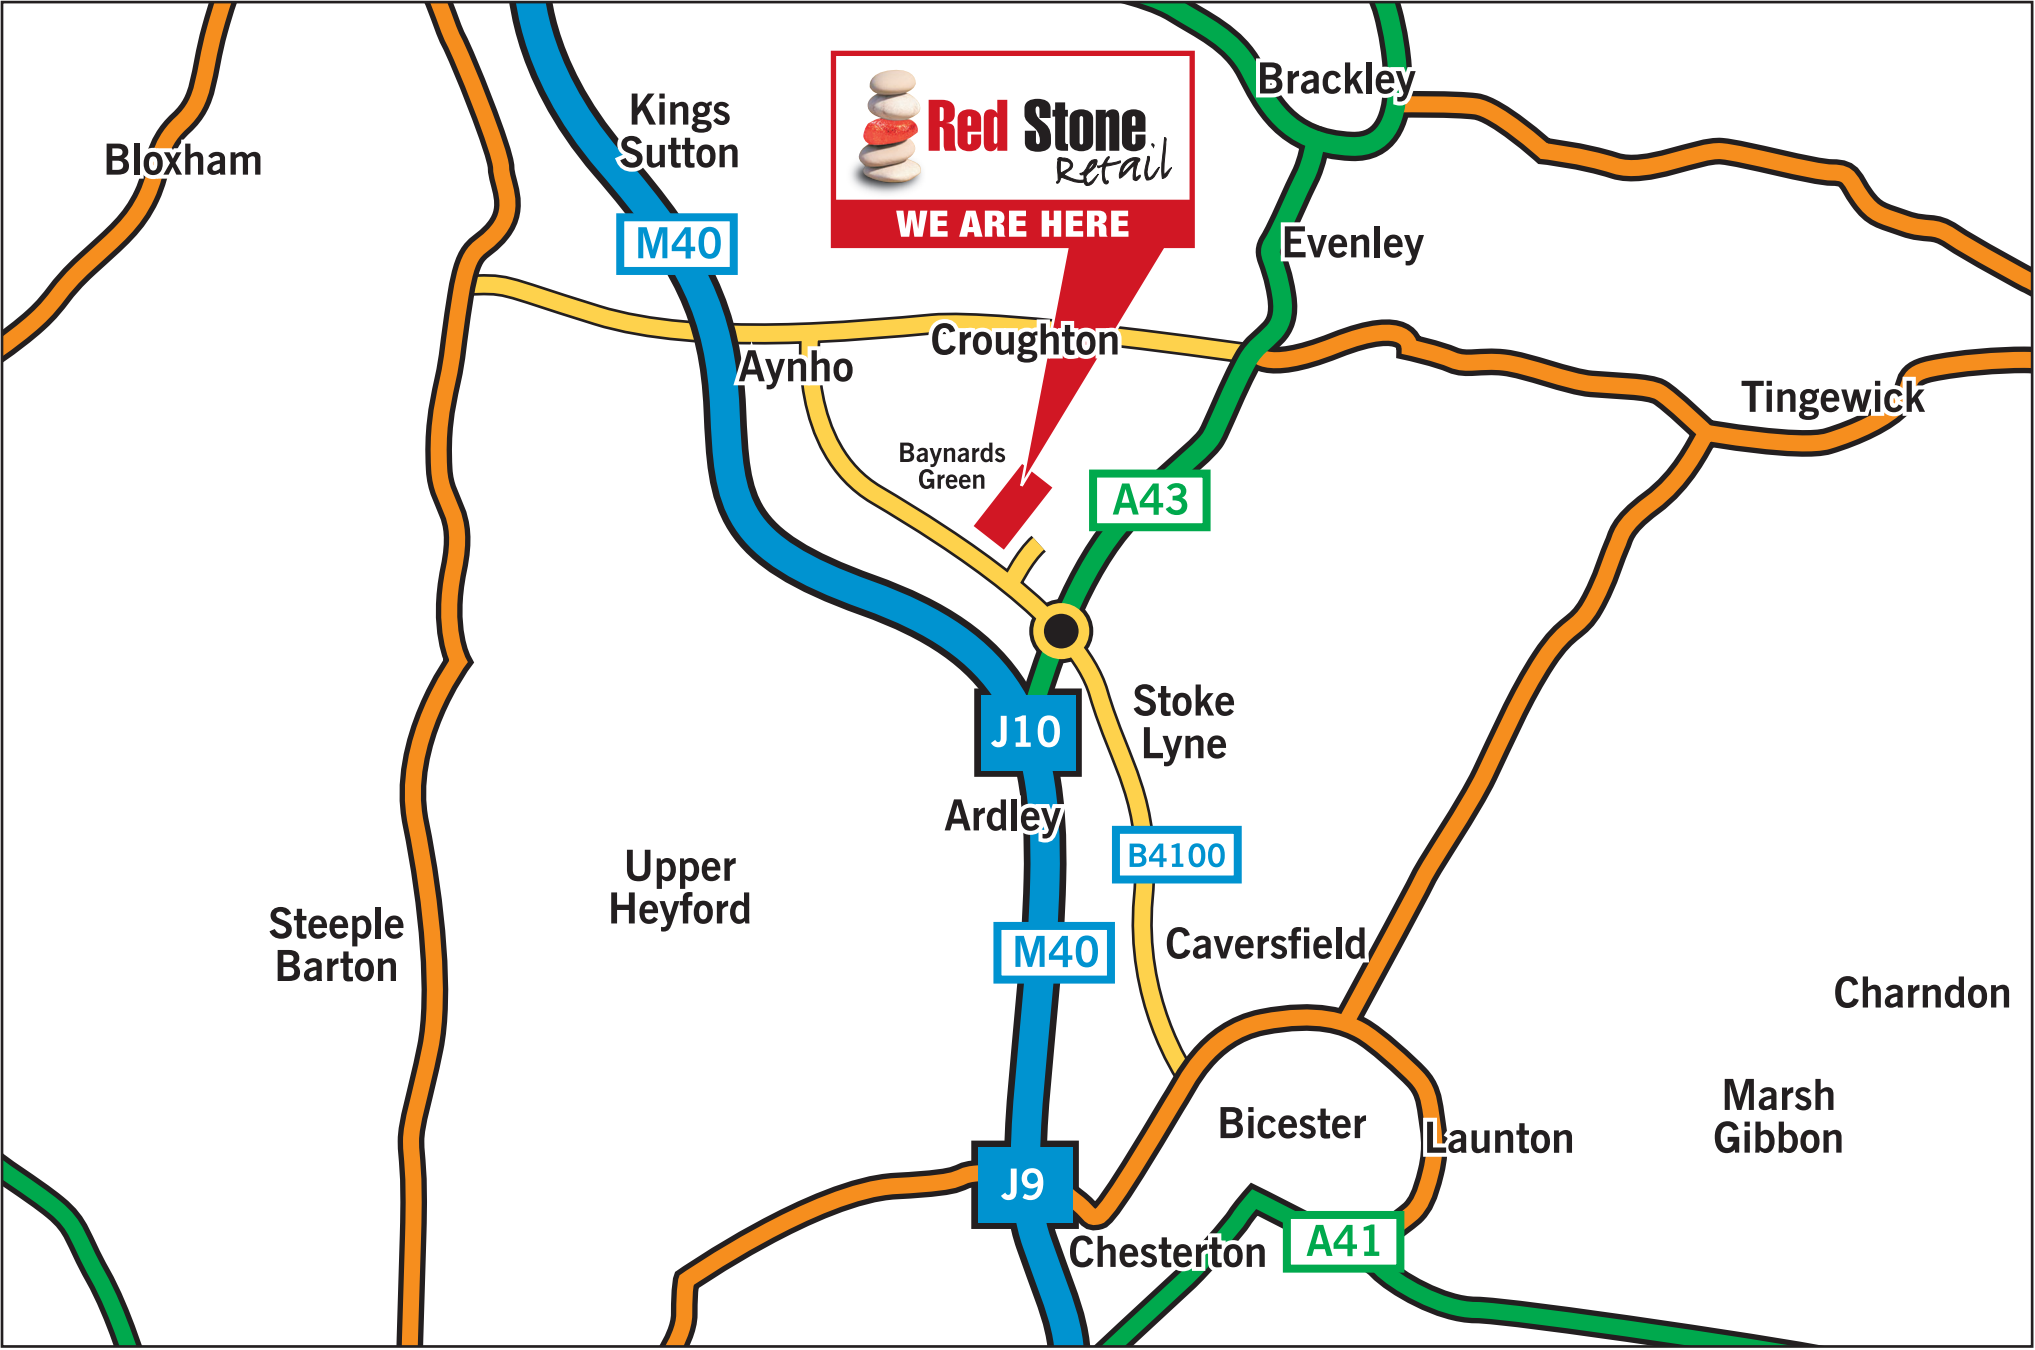 Brackley
Kings
Sutton
Red Stone
Retail
Bloxham
WE ARE HERE
M40
Evenley
Croughton
Aynho
Tingewick
Baynards
Green
A43
Stoke
Lyne
J10
Ardley
B4100
Upper
Heyford
Steeple
Barton
Caversfield
M40
Charndon
Marsh
Gibbon
Bicester
Launton
J9
A41
Chesterton